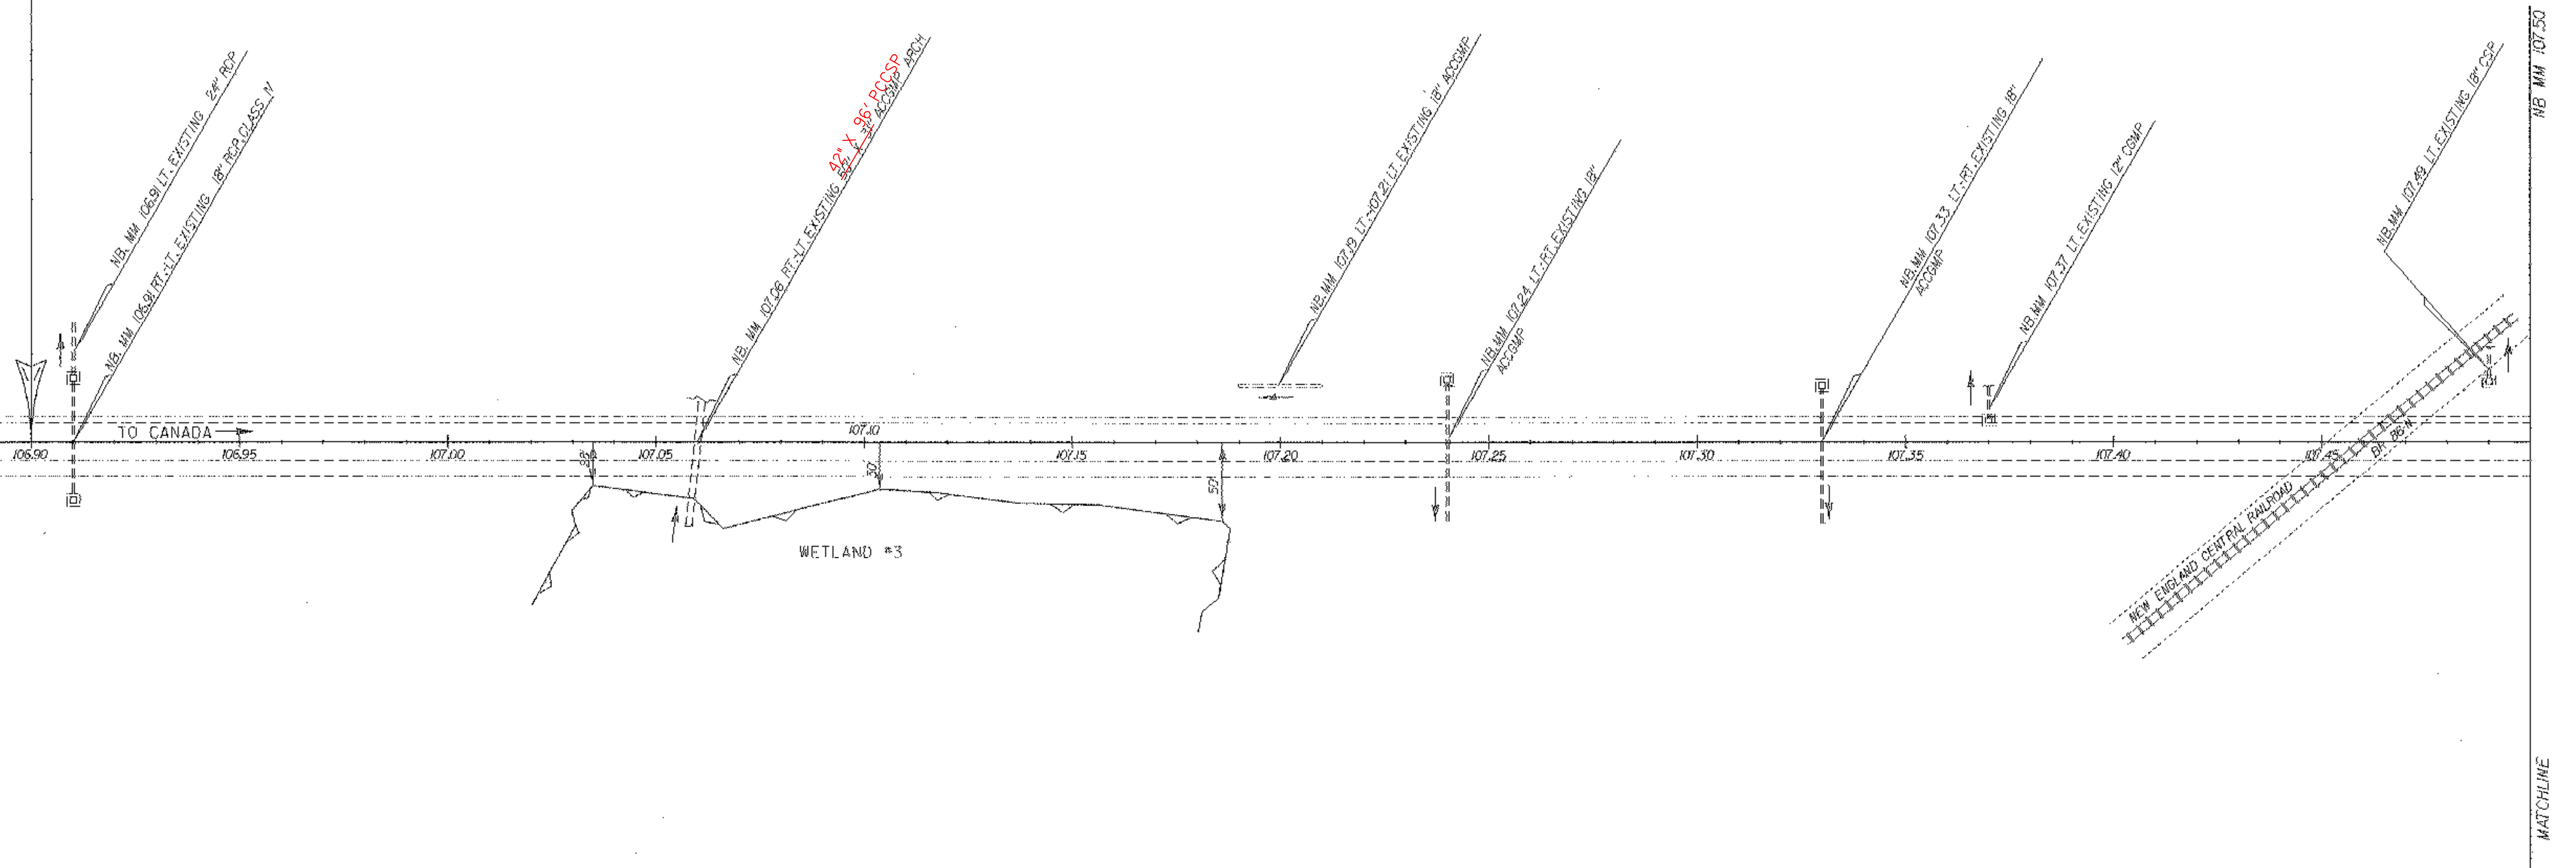 NB. MM 106.91 LT. EXISTING 24" RCP
NB. MM 106.91 RT.-LT. EXISTING 18" RCP, CLASS IV
42" X 96' PCCSP
NB. MM 107.06 RT.-LT. EXISTING X 31" ACCGMP ARCH
NB. MM 107.19 LT.-107.21 LT. EXISTING 18" ACCGMP
NB. MM 107.24 LT.-RT. EXISTING 18"
ACCGMP
NB. MM 107.33 LT.-RT. EXISTING 18"
ACCGMP
NB. MM 107.37 LT. EXISTING 12" CGMP
NB. MM 107.49 LT. EXISTING 18" CSP
NB MM 107.50
TO CANADA
106.90
106.95
107.00
107.05
107.10
107.15
107.20
107.25
107.30
107.35
107.40
107.45
30'
50'
BR 86-N
NEW ENGLAND CENTRAL RAILROAD
WETLAND #3
MATCHLINE